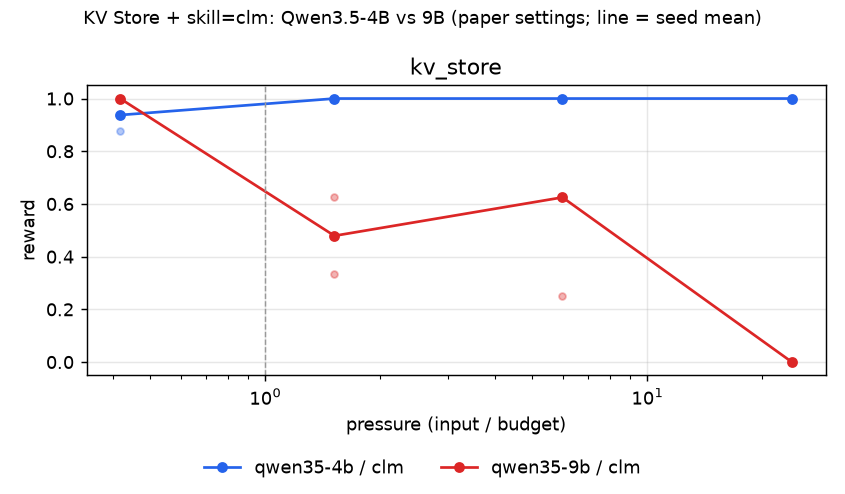 KV Store + skill=clm: Qwen3.5-4B vs 9B (paper settings; line = seed mean)
kv_store
1.0
0.8
0.6
0.4
0.2
0.0
reward
10⁰
10¹
pressure (input / budget)
qwen35-4b / clm
qwen35-9b / clm